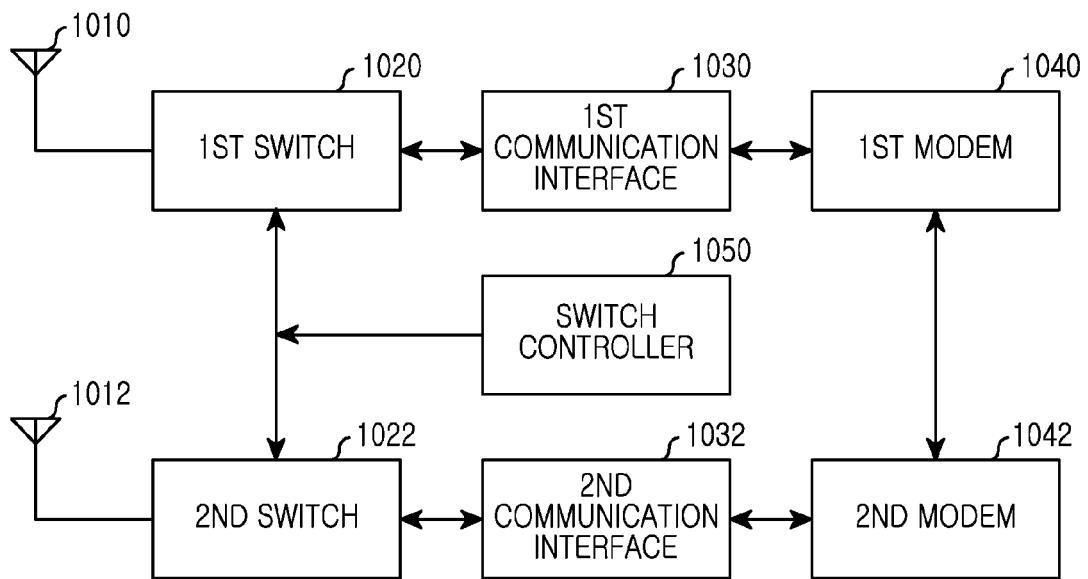 1010
1020
1030
1040
1ST SWITCH
1ST
COMMUNICATION
INTERFACE
1ST MODEM
1050
SWITCH
CONTROLLER
1012
1022
1032
1042
2ND SWITCH
2ND
COMMUNICATION
INTERFACE
2ND MODEM